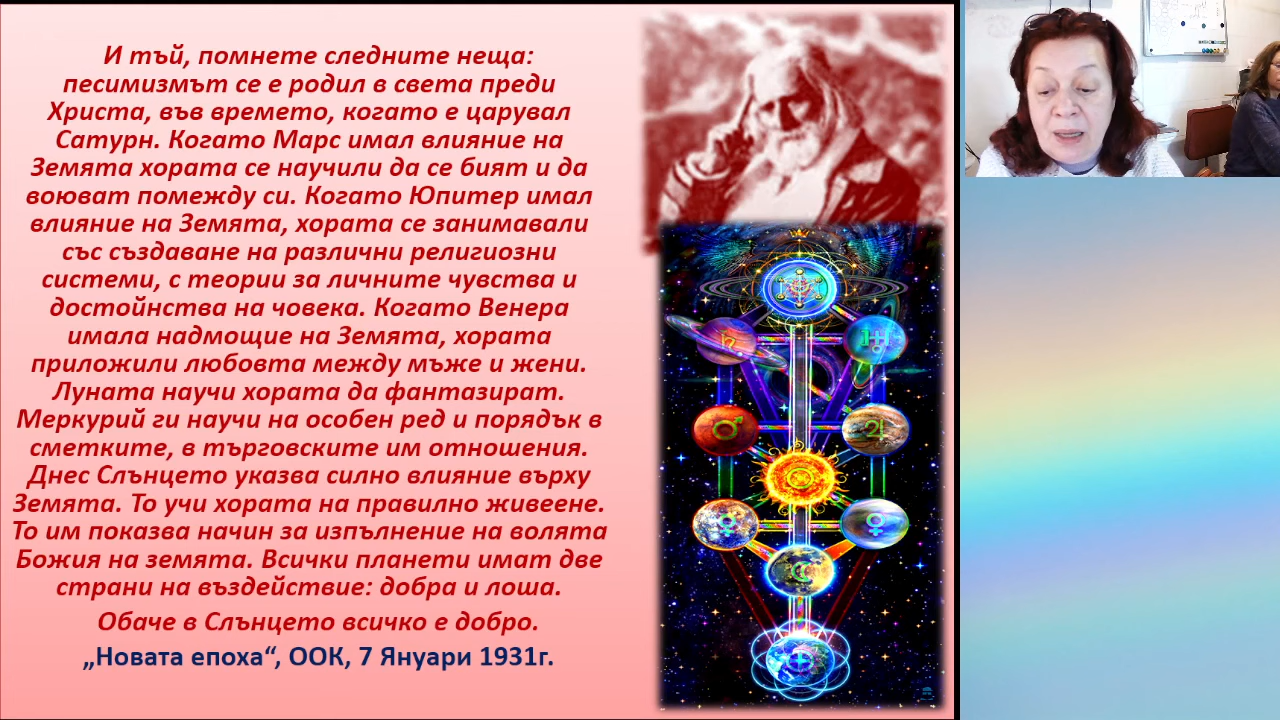 И тъй, помнете следните неща:
песимизмът се е родил в света преди
Христа, във времето, когато е царувал
Сатурн. Когато Марс имал влияние на
Земята хората се научили да се бият и да
воюват помежду си. Когато Юпитер имал
влияние на Земята, хората се занимавали
със създаване на различни религиозни
системи, с теории за личните чувства и
достойнства на човека. Когато Венера
имала надмощие на Земята, хората
приложили любовта между мъже и жени.
Луната научи хората да фантазират.
Меркурий ги научи на особен ред и порядък в
сметките, в търговските им отношения.
Днес Слънцето указва силно влияние върху
Земята. То учи хората на правилно живеене.
То им показва начин за изпълнение на волята
Божия на земята. Всички планети имат две
страни на въздействие: добра и лоша.
Обаче в Слънцето всичко е добро.
„Новата епоха“, ООК, 7 Януари 1931г.